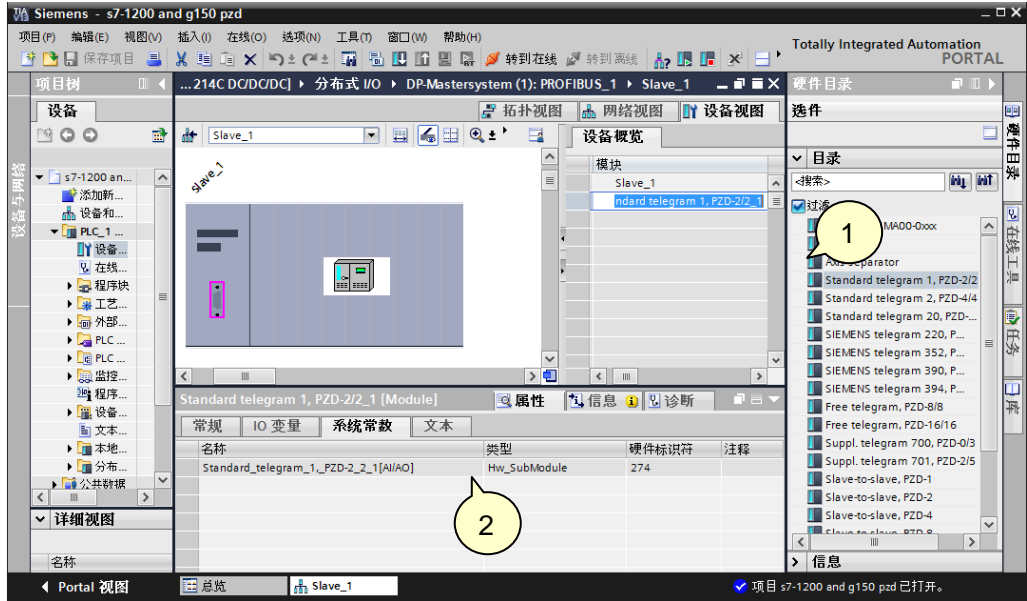 Siemens - s7-1200 and g150 pzd
项目(P) 编辑(E) 视图(V) 插入(I) 在线(O) 选项(N) 工具(T) 窗口(W) 帮助(H)
Totally Integrated Automation
PORTAL
保存项目
转到在线
转到离线
项目树
设备
设备与网络
s7-1200 an...
添加新...
设备和...
PLC_1 ...
设备...
在线...
程序块
工艺...
外部...
PLC ...
PLC ...
监控...
程序...
设备...
文本...
本地...
分布...
公共数据
详细视图
名称
...214C DC/DC/DC] 分布式 I/O DP-Mastersystem (1): PROFIBUS_1 Slave_1
拓扑视图 网络视图 设备视图
Slave_1
slave_1
设备概览
模块
Slave_1
ndard telegram 1, PZD-2/2_1
Standard telegram 1, PZD-2/2_1 [Module]
属性 信息 诊断
常规 IO 变量 系统常数 文本
名称 类型 硬件标识符 注释
Standard_telegram_1,_PZD-2_2_1[AI/AO] Hw_SubModule 274
2
硬件目录
选件
目录
<搜索>
过滤
1
MA00-0xxx
Axis separator
Standard telegram 1, PZD-2/2
Standard telegram 2, PZD-4/4
Standard telegram 20, PZD-...
SIEMENS telegram 220, P...
SIEMENS telegram 352, P...
SIEMENS telegram 390, P...
SIEMENS telegram 394, P...
Free telegram, PZD-8/8
Free telegram, PZD-16/16
Suppl. telegram 700, PZD-0/3
Suppl. telegram 701, PZD-2/5
Slave-to-slave, PZD-1
Slave-to-slave, PZD-2
Slave-to-slave, PZD-4
Slave-to-slave, PZD-8
信息
硬件目录
在线工具
任务
库
Portal 视图
总览
Slave_1
项目 s7-1200 and g150 pzd 已打开。